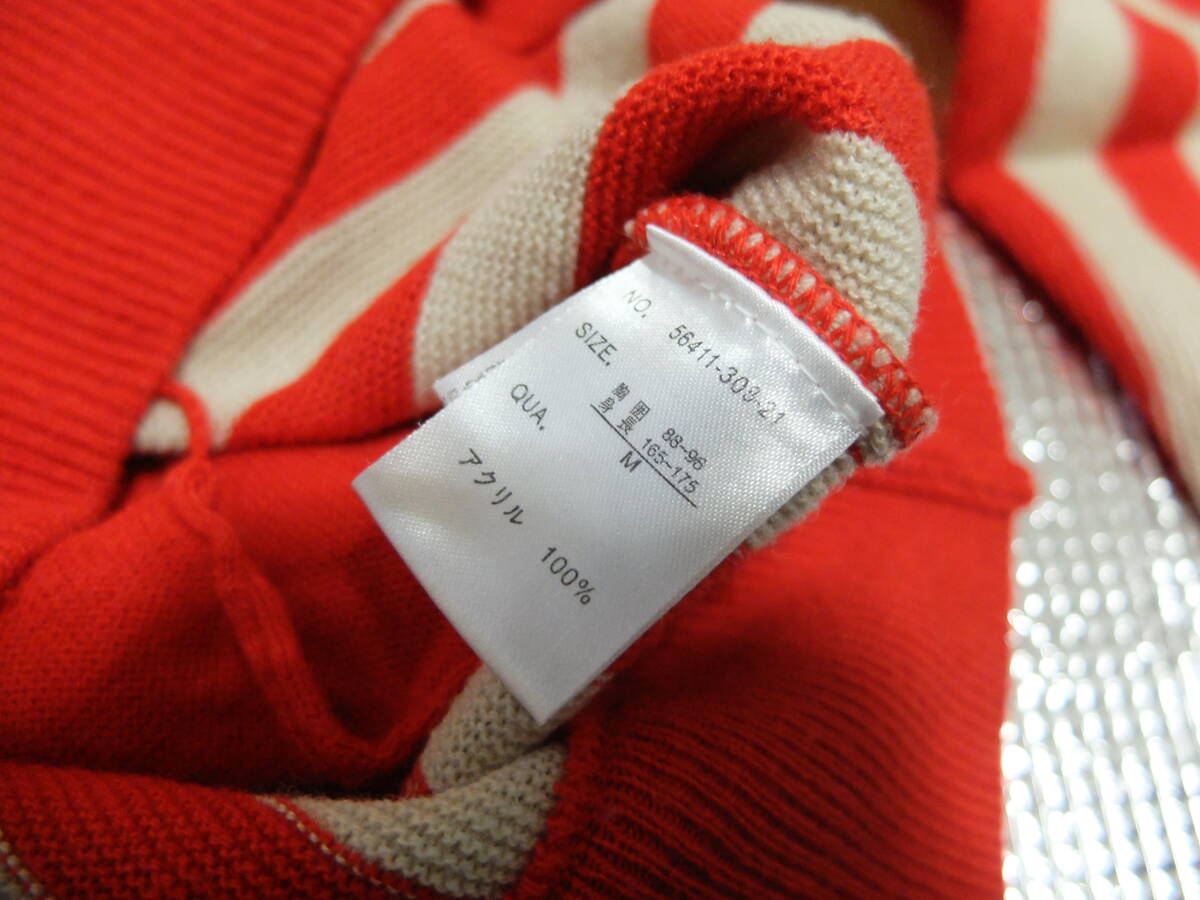 NO. 56411-303-21
SIZE. 胸囲 88~96
身長 165~175
M
QUA. アクリル 100%